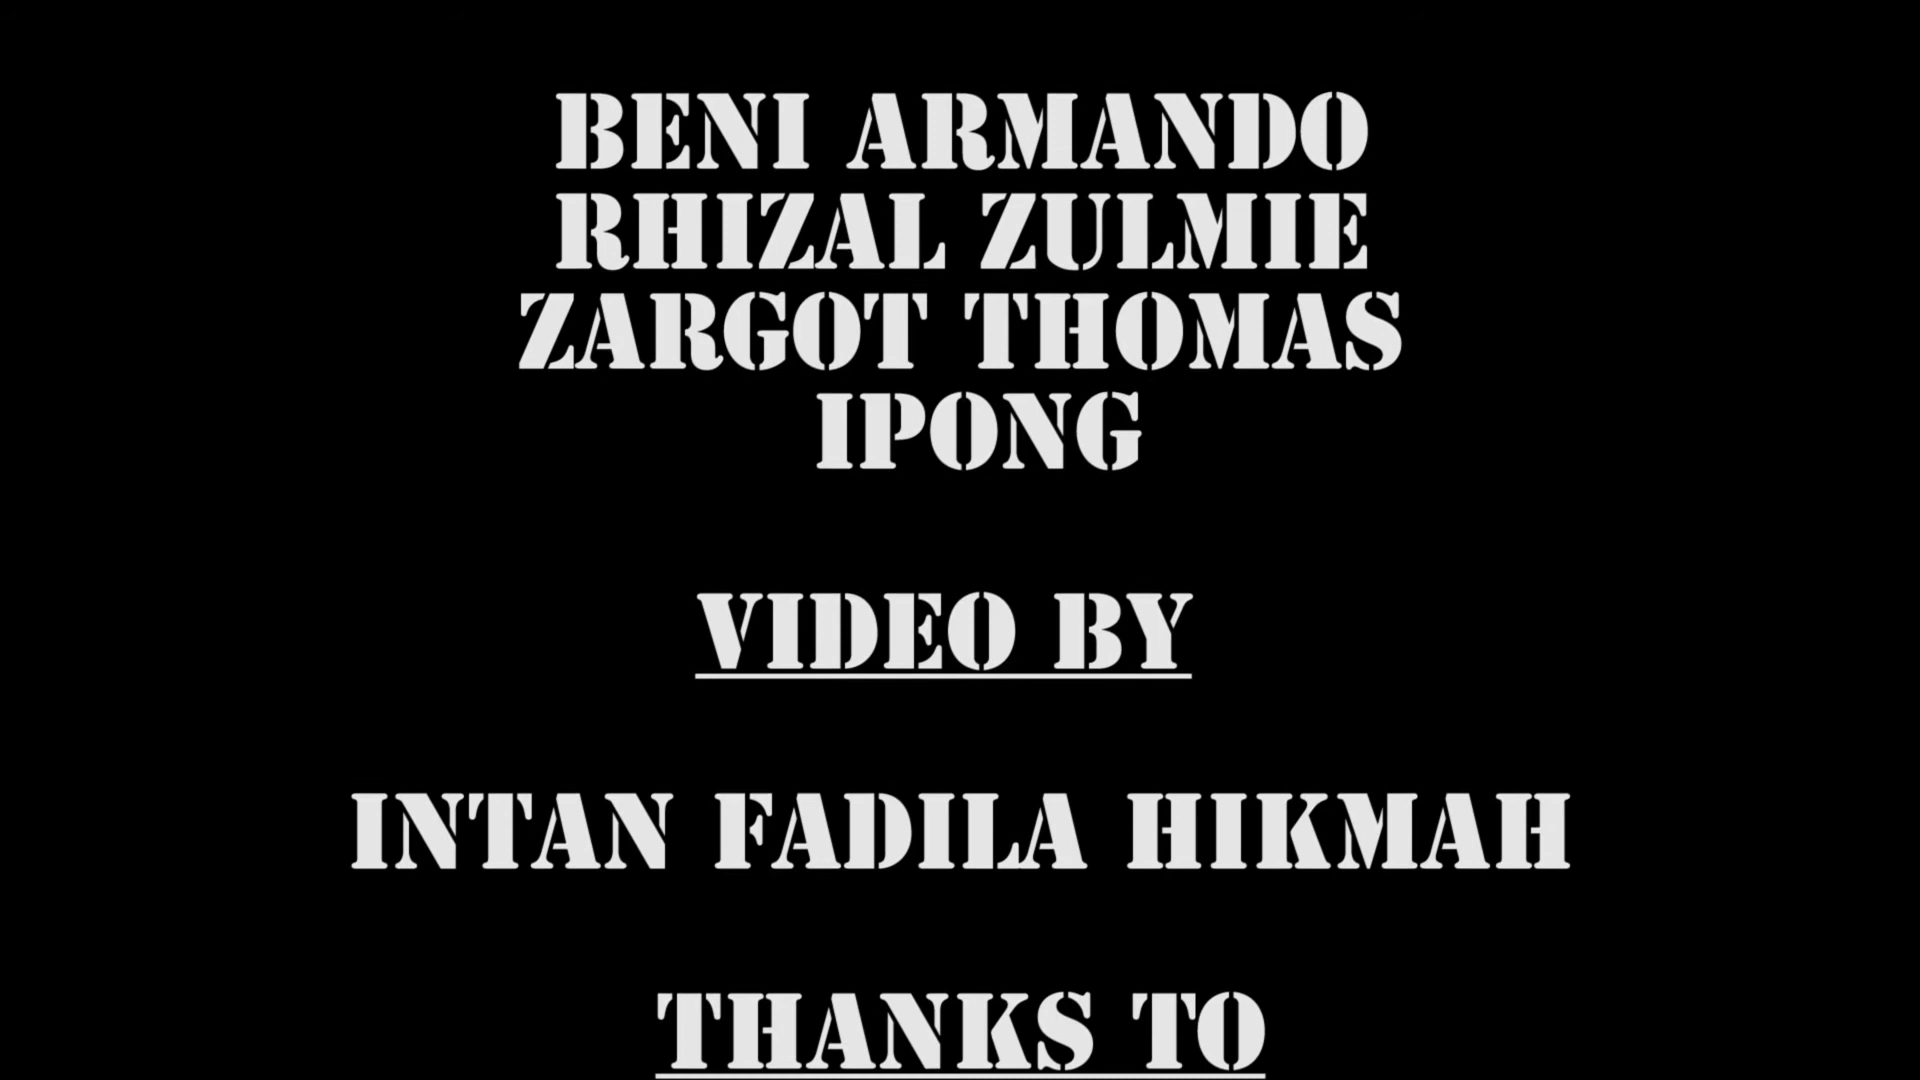 BENI ARMANDO
RHIZAL ZULMIE
ZARGOT THOMAS
IPONG
VIDEO BY
INTAN FADILA HIKMAH
THANKS TO